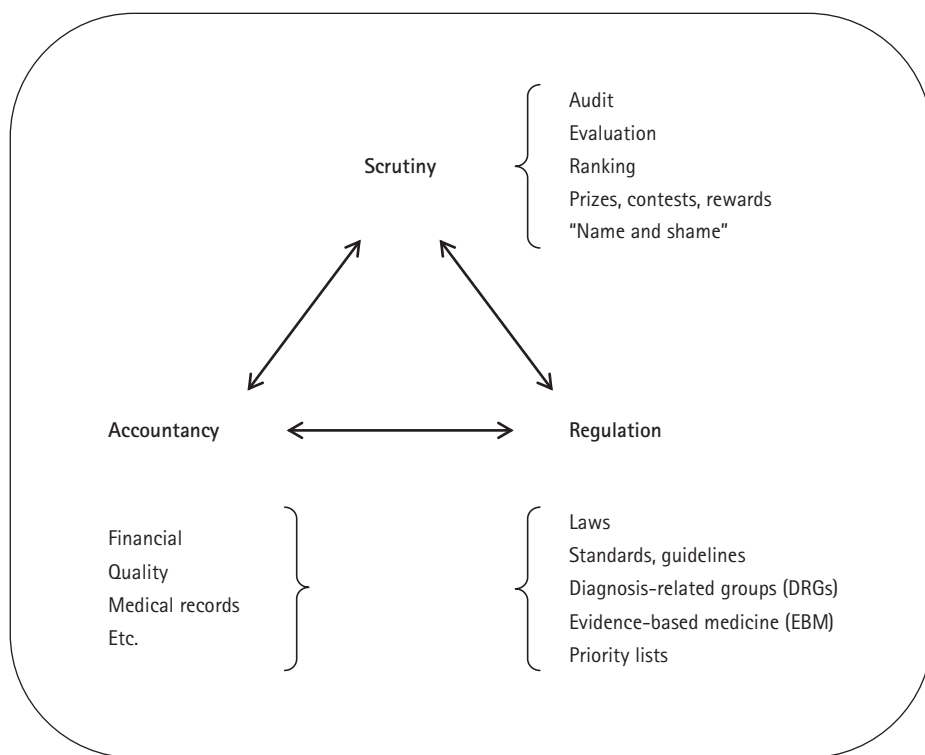 Audit
Evaluation
Scrutiny
Ranking
Prizes, contests, rewards
“Name and shame”
Accountancy
Regulation
Financial
Quality
Medical records
Etc.
Laws
Standards, guidelines
Diagnosis-related groups (DRGs)
Evidence-based medicine (EBM)
Priority lists